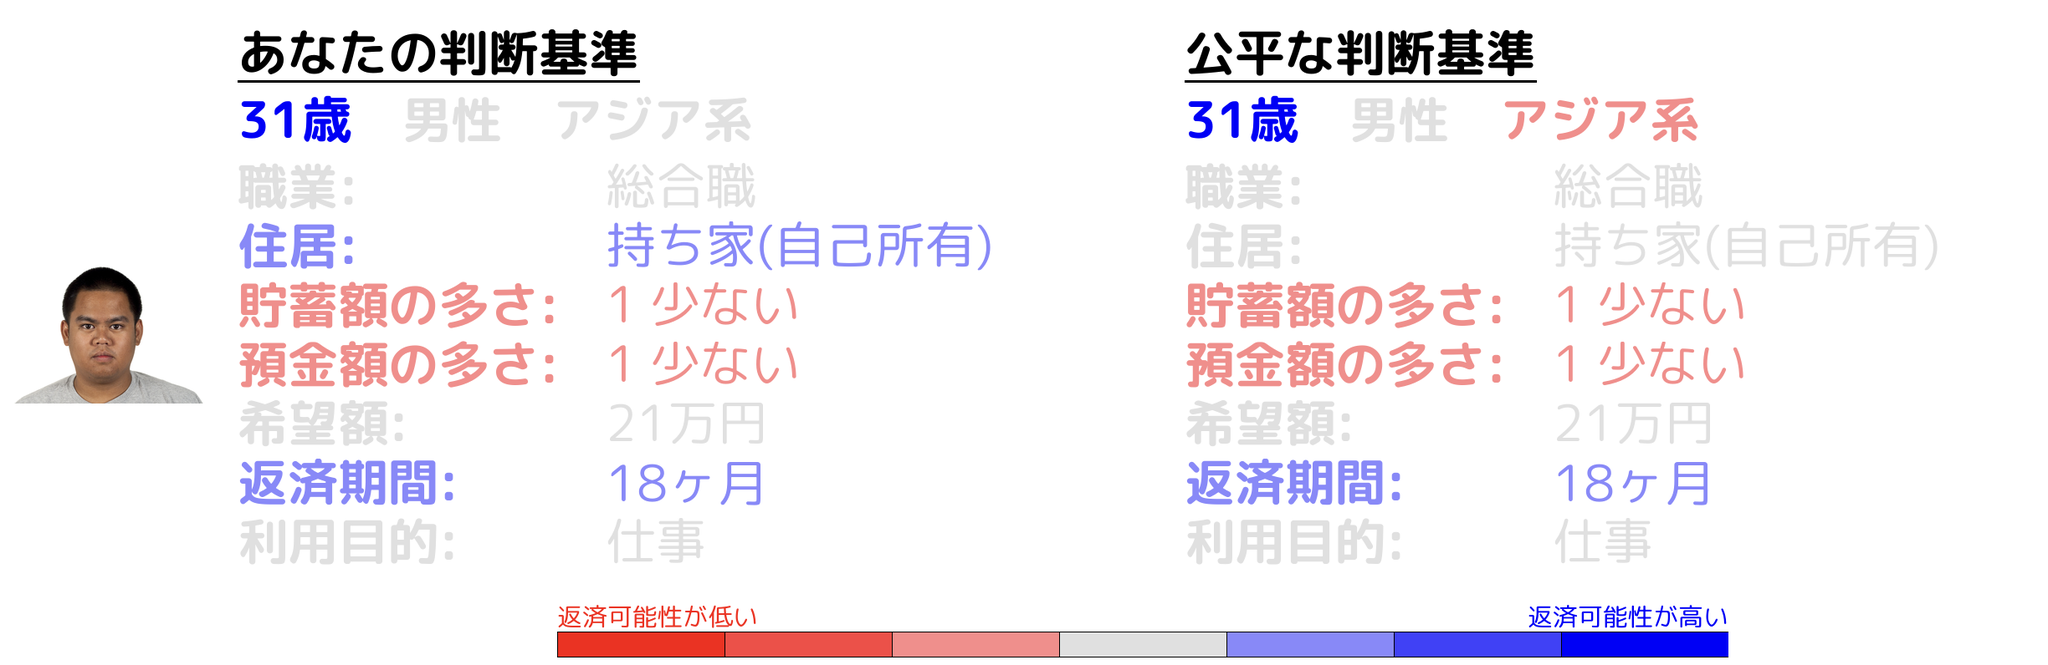 あなたの判断基準
31歳 男性 アジア系
職業: 総合職
住居: 持ち家(自己所有)
貯蓄額の多さ: 1 少ない
預金額の多さ: 1 少ない
希望額: 21万円
返済期間: 18ヶ月
利用目的: 仕事
公平な判断基準
31歳 男性 アジア系
職業: 総合職
住居: 持ち家(自己所有)
貯蓄額の多さ: 1 少ない
預金額の多さ: 1 少ない
希望額: 21万円
返済期間: 18ヶ月
利用目的: 仕事
返済可能性が低い
返済可能性が高い